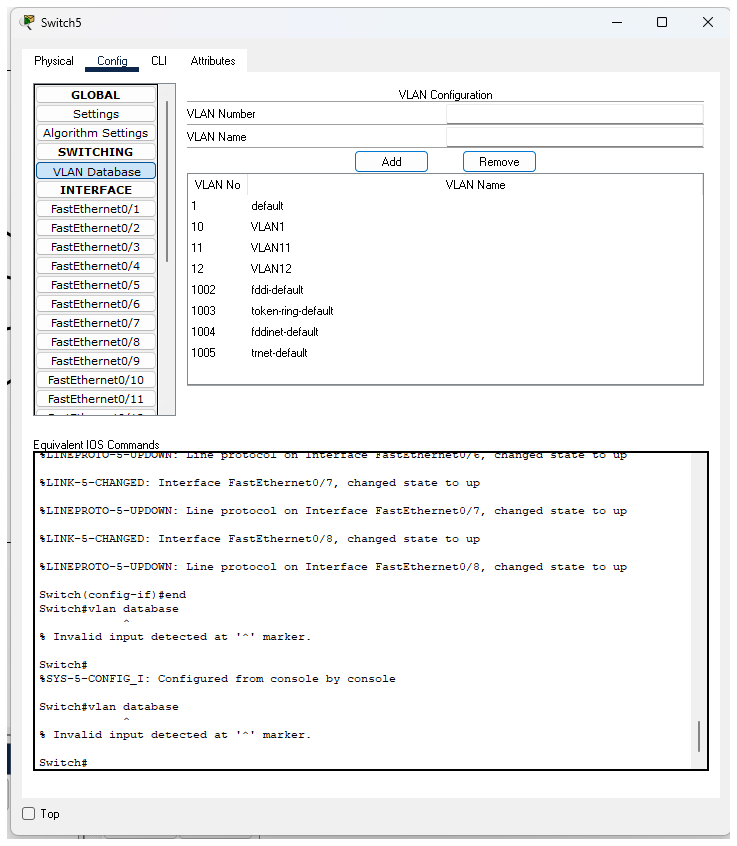 Switch5
Physical Config CLI Attributes
GLOBAL
Settings
Algorithm Settings
SWITCHING
VLAN Database
INTERFACE
FastEthernet0/1
FastEthernet0/2
FastEthernet0/3
FastEthernet0/4
FastEthernet0/5
FastEthernet0/6
FastEthernet0/7
FastEthernet0/8
FastEthernet0/9
FastEthernet0/10
FastEthernet0/11
VLAN Configuration
VLAN Number
VLAN Name
Add Remove
VLAN No VLAN Name
1 default
10 VLAN1
11 VLAN11
12 VLAN12
1002 fddi-default
1003 token-ring-default
1004 fddinet-default
1005 trnet-default
Equivalent IOS Commands
%LINEPROTO-5-UPDOWN: Line protocol on Interface FastEthernet0/6, changed state to up
%LINK-5-CHANGED: Interface FastEthernet0/7, changed state to up
%LINEPROTO-5-UPDOWN: Line protocol on Interface FastEthernet0/7, changed state to up
%LINK-5-CHANGED: Interface FastEthernet0/8, changed state to up
%LINEPROTO-5-UPDOWN: Line protocol on Interface FastEthernet0/8, changed state to up
Switch(config-if)#end
Switch#vlan database
^
% Invalid input detected at '^' marker.
Switch#
%SYS-5-CONFIG_I: Configured from console by console
Switch#vlan database
^
% Invalid input detected at '^' marker.
Switch#
Top